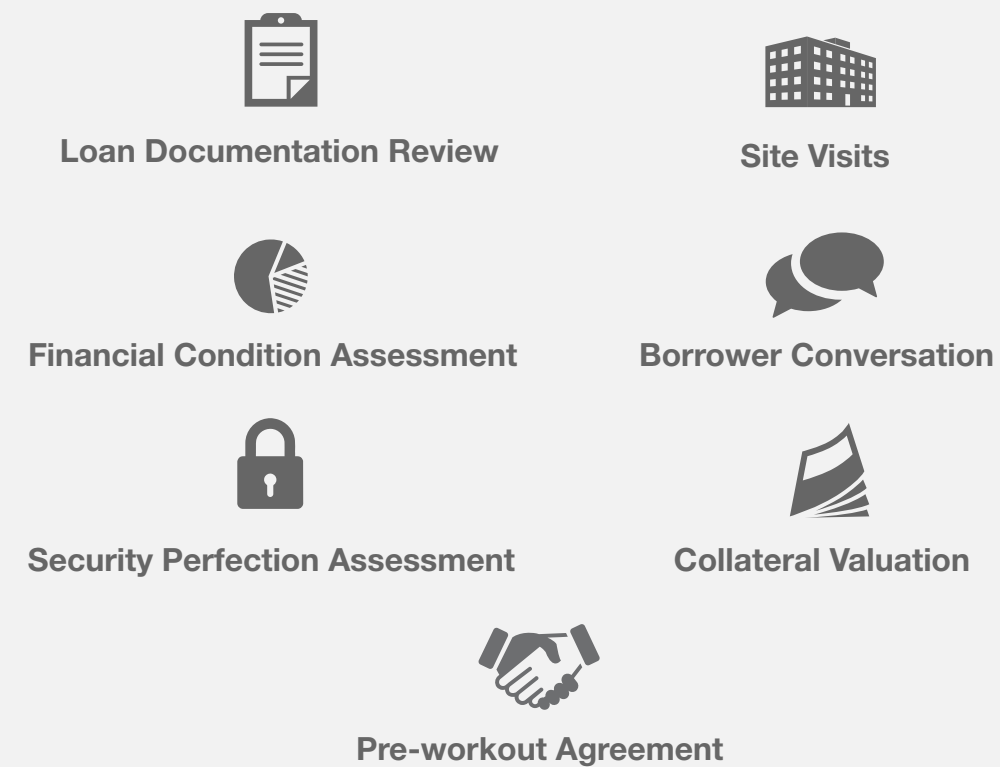 Loan Documentation Review
Site Visits
Financial Condition Assessment
Borrower Conversation
Security Perfection Assessment
Collateral Valuation
Pre-workout Agreement